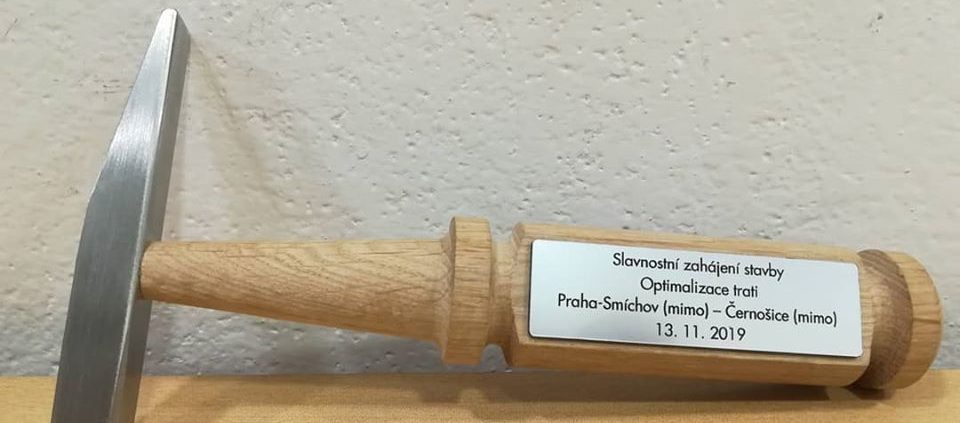 Slavnostní zahájení stavby
Optimalizace trati
Praha-Smíchov (mimo) – Černošice (mimo)
13. 11. 2019